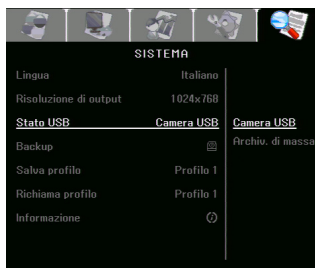 SISTEMA
Lingua Italiano
Risoluzione di output 1024x768
Stato USB Camera USB Camera USB
Backup Archiv. di massa
Salva profilo Profilo 1
Richiama profilo Profilo 1
Informazione